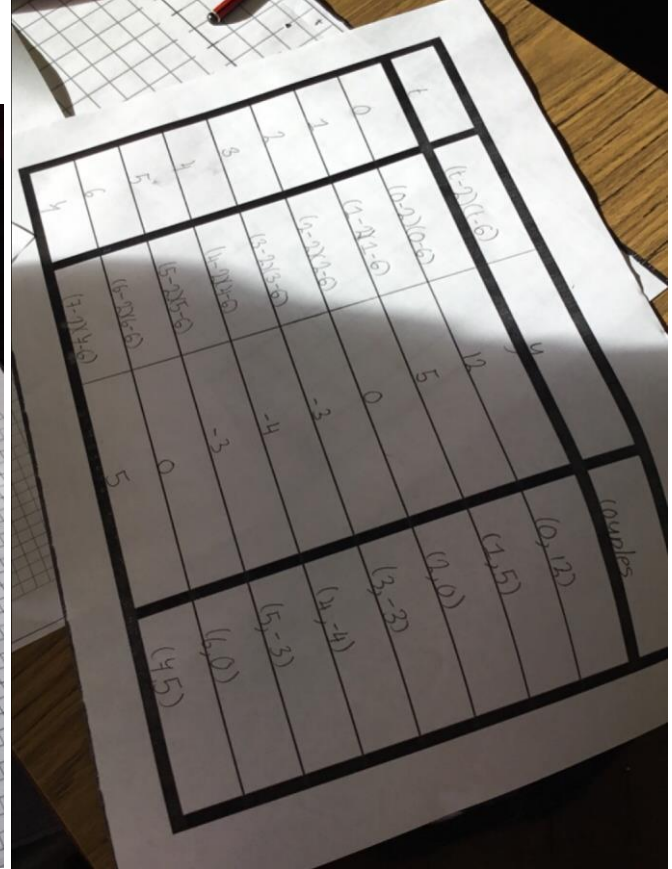 t (t-2)(t-6) y couples
0 (0-2)(0-6) 12 (0, 12)
1 (1-2)(1-6) 5 (1, 5)
2 (2-2)(2-6) 0 (2, 0)
3 (3-2)(3-6) -3 (3, -3)
4 (4-2)(4-6) -4 (4, -4)
5 (5-2)(5-6) -3 (5, -3)
6 (6-2)(6-6) 0 (6, 0)
7 (7-2)(7-6) 5 (7, 5)